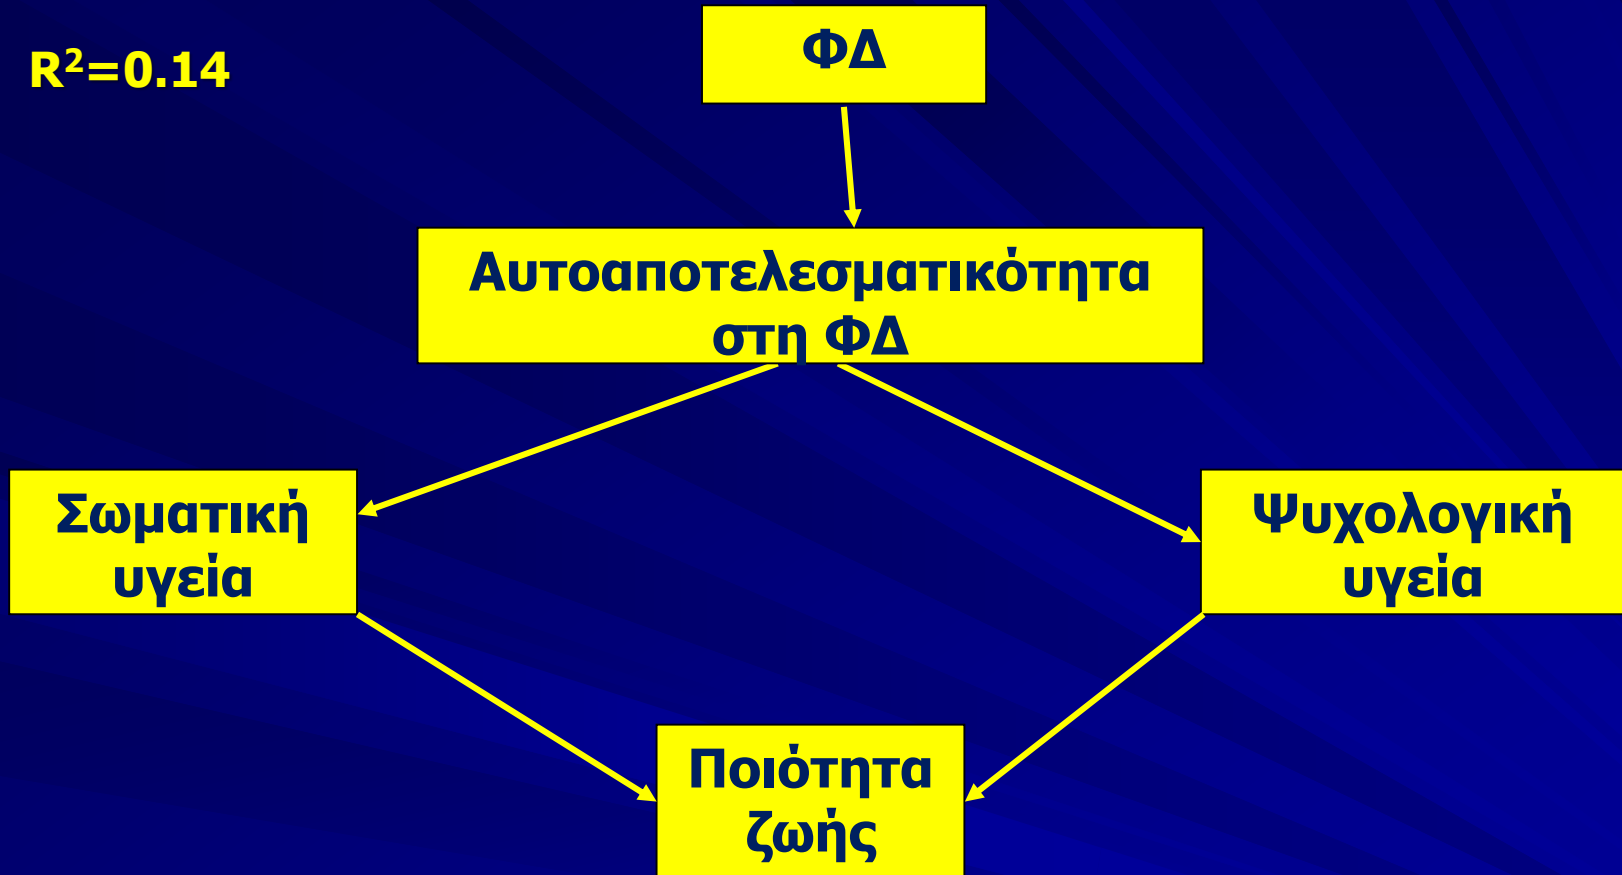 R²=0.14
ΦΔ
Αυτοαποτελεσματικότητα
στη ΦΔ
Σωματική
υγεία
Ψυχολογική
υγεία
Ποιότητα
ζωής